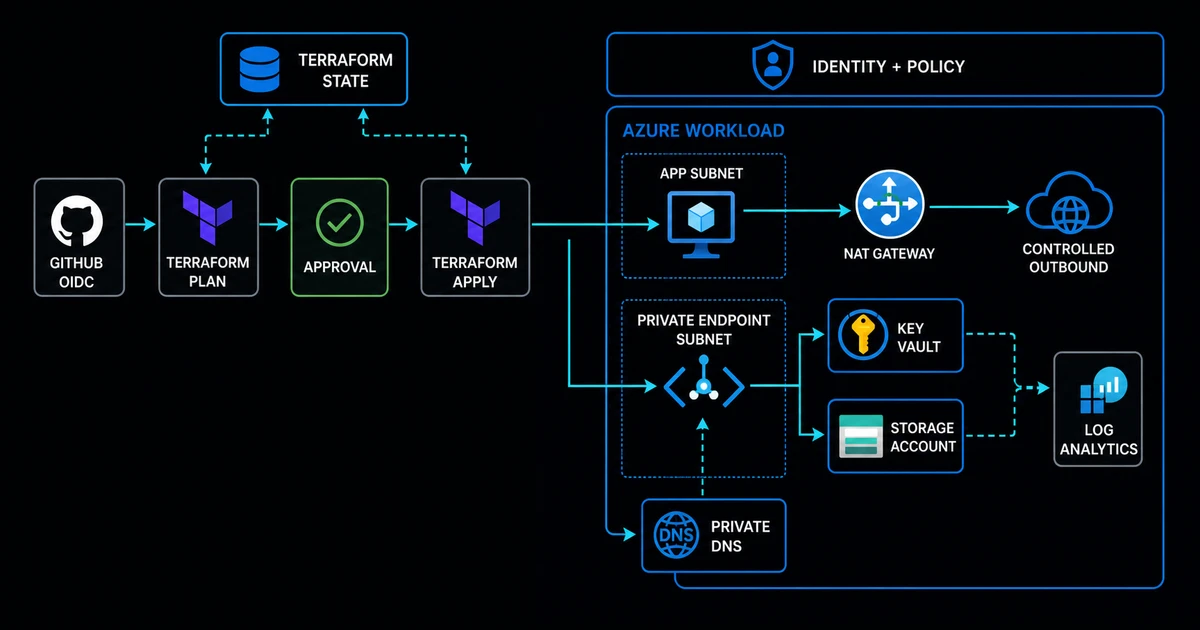 TERRAFORM
STATE
IDENTITY + POLICY
AZURE WORKLOAD
GITHUB
OIDC
TERRAFORM
PLAN
APPROVAL
TERRAFORM
APPLY
APP SUBNET
NAT GATEWAY
CONTROLLED
OUTBOUND
PRIVATE ENDPOINT
SUBNET
KEY
VAULT
STORAGE
ACCOUNT
LOG
ANALYTICS
DNS
PRIVATE
DNS